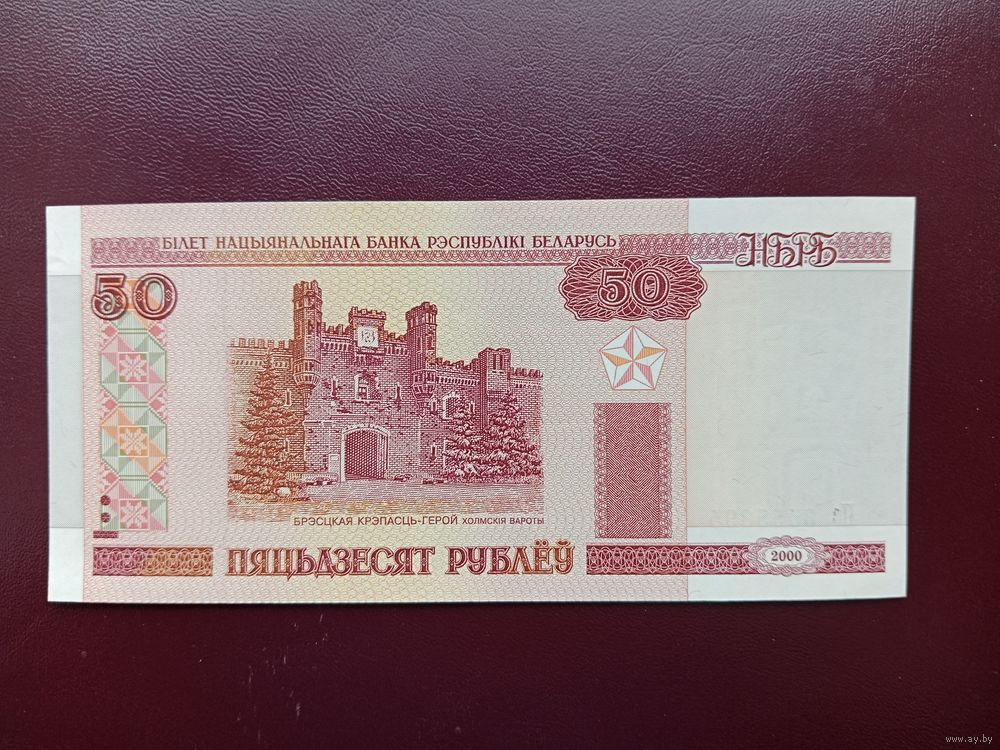 БІЛЕТ НАЦЫЯНАЛЬНАГА БАНКА РЭСПУБЛІКІ БЕЛАРУСЬ
НБРБ
50
50
БРЭСЦКАЯ КРЭПАСЦЬ-ГЕРОЙ ХОЛМСКІЯ ВАРОТЫ
ПЯЦЬДЗЕСЯТ РУБЛЁЎ
2000
www.ay.by